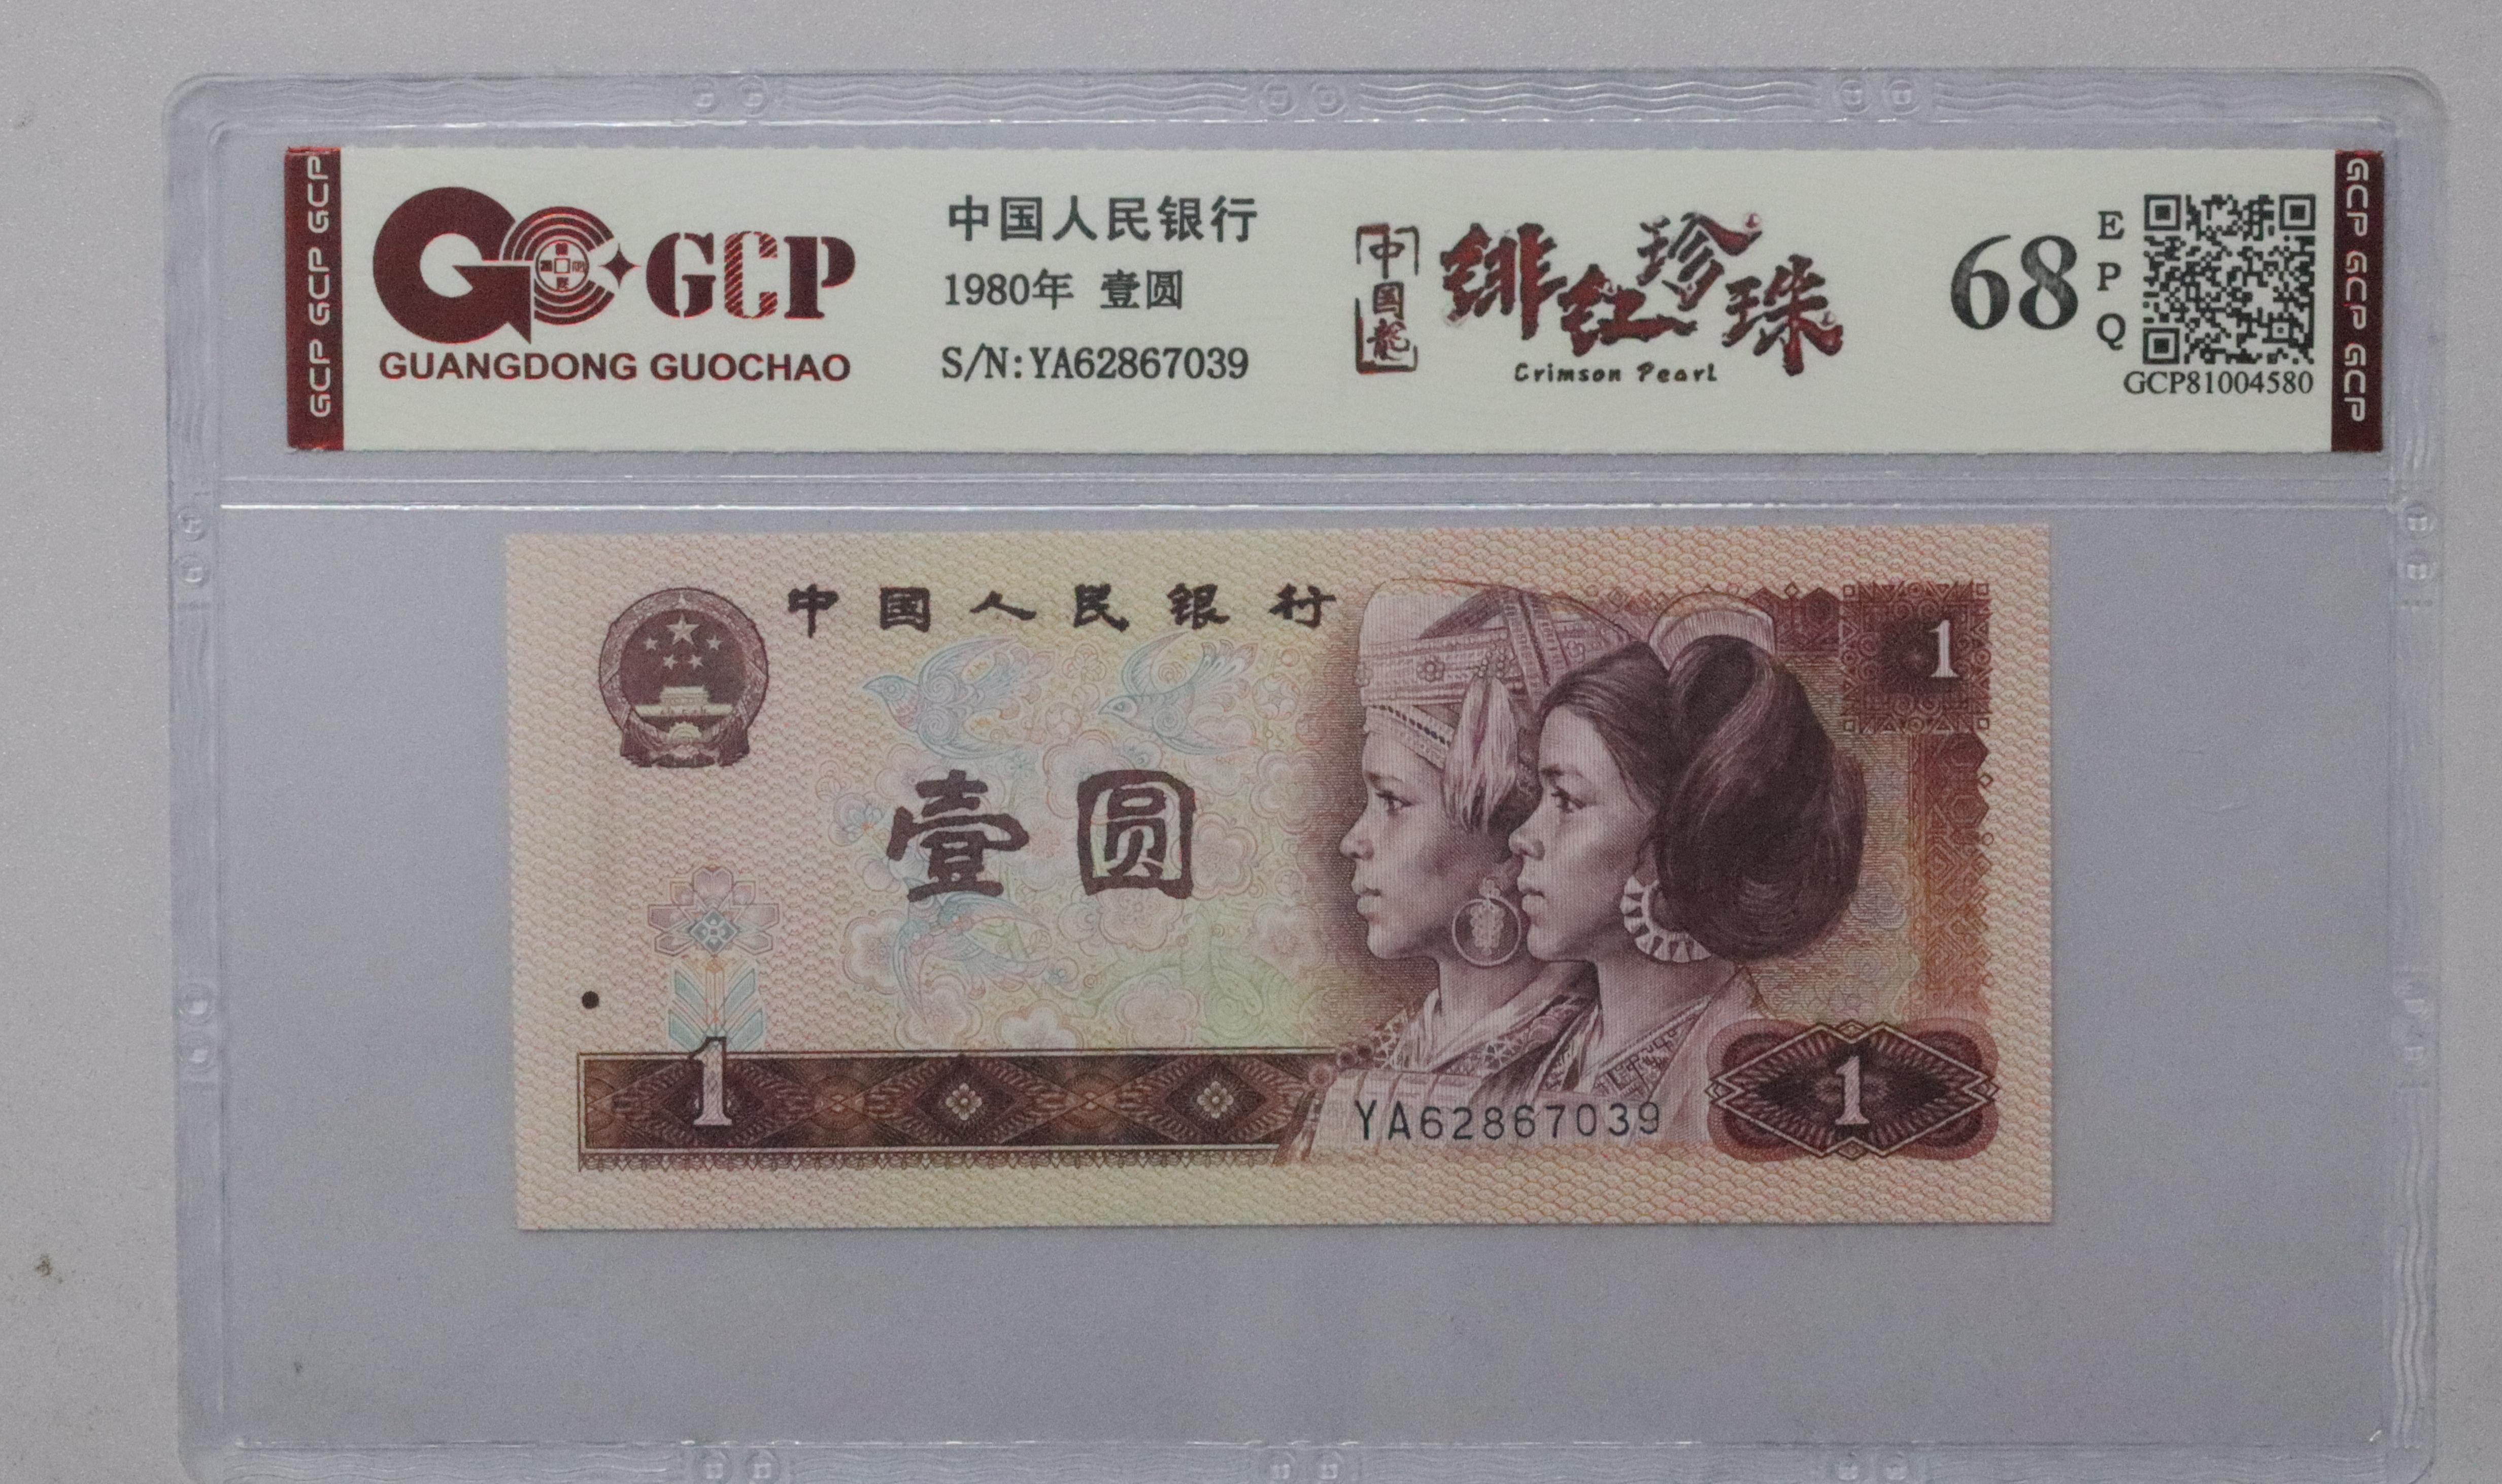 GCP GCP GCP
GCP
GUANGDONG GUOCHAO
中国人民银行
1980年 壹圆
S/N:YA62867039
中国龍
绯红珍珠
Crimson Pearl
68
E
P
Q
GCP81004580
GCP GCP GCP
中国人民银行
1
壹圆
1
YA62867039
1